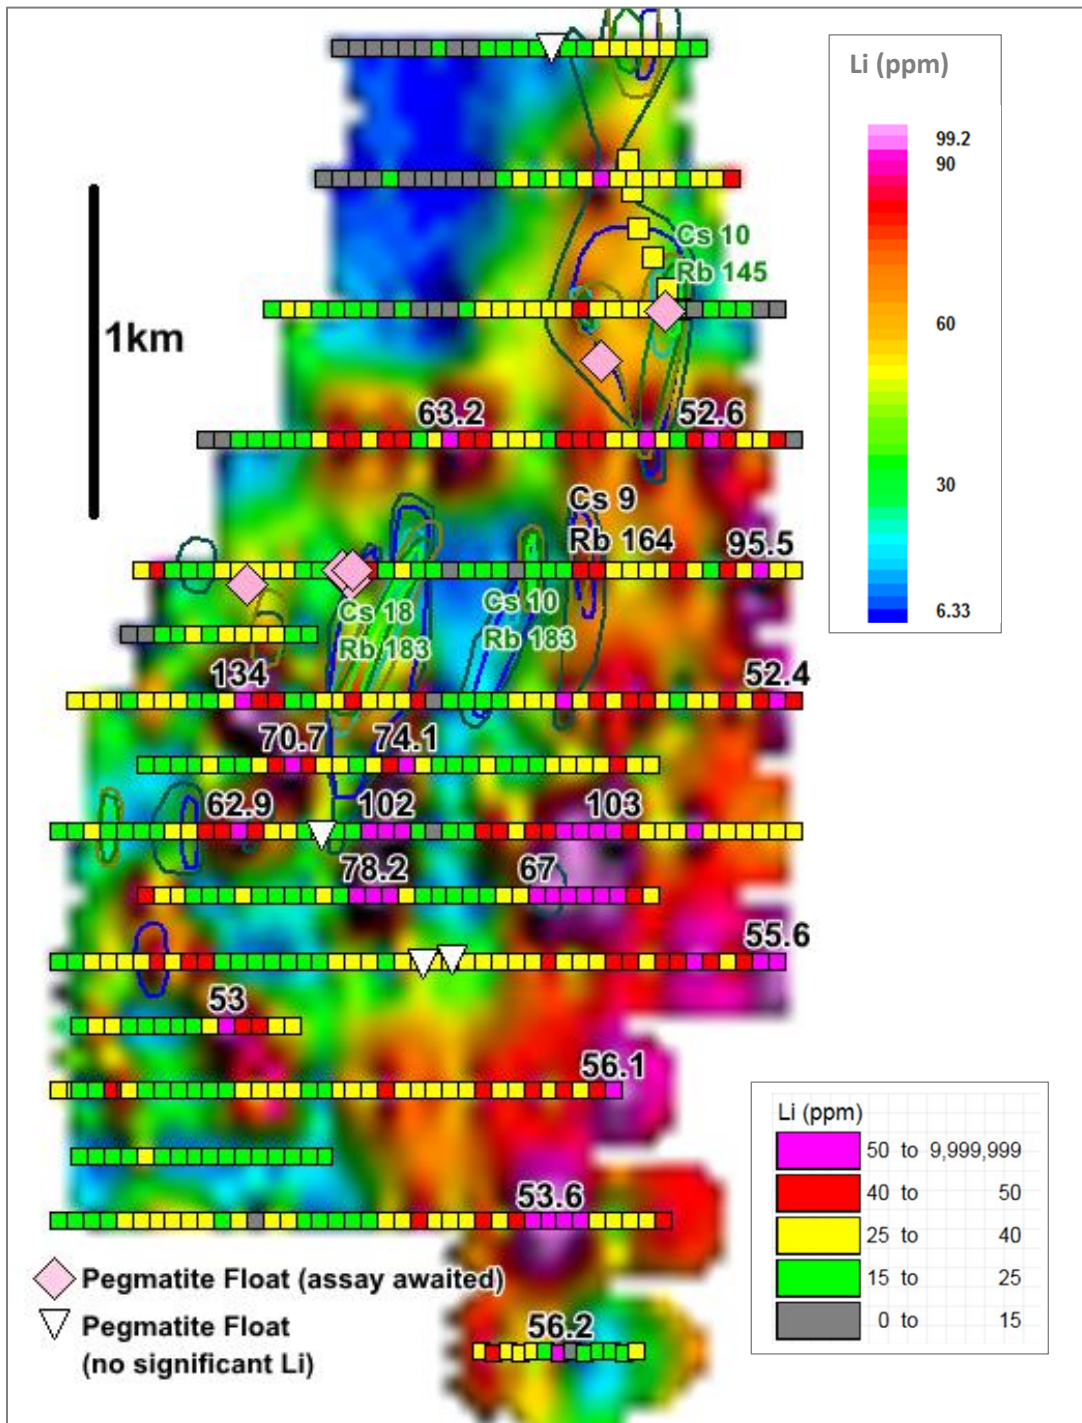 Li (ppm)
99.2
90
60
30
6.33
1km
Cs 10
Rb 145
63.2
52.6
Cs 9
Rb 164
95.5
Cs 18
Rb 183
Cs 10
Rb 183
134
52.4
70.7
74.1
62.9
102
103
78.2
67
55.6
53
56.1
53.6
56.2
Pegmatite Float (assay awaited)
Pegmatite Float
(no significant Li)
Li (ppm)
50 to 9,999,999
40 to 50
25 to 40
15 to 25
0 to 15